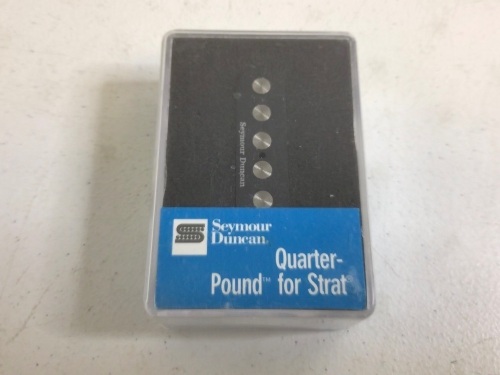 Seymour Duncan
Seymour
Duncan
Quarter-
Pound™ for Strat